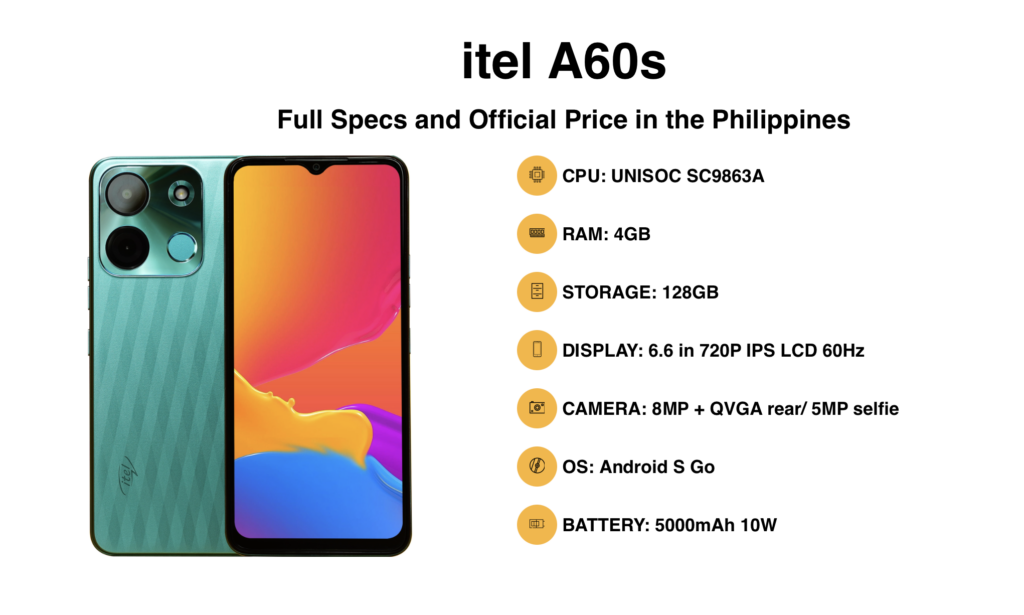 itel A60s
Full Specs and Official Price in the Philippines
CPU: UNISOC SC9863A
RAM: 4GB
STORAGE: 128GB
DISPLAY: 6.6 in 720P IPS LCD 60Hz
CAMERA: 8MP + QVGA rear/ 5MP selfie
OS: Android S Go
BATTERY: 5000mAh 10W
itel